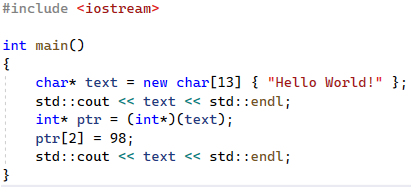 #include <iostream>
int main()
{
char* text = new char[13] { "Hello World!" };
std::cout << text << std::endl;
int* ptr = (int*)(text);
ptr[2] = 98;
std::cout << text << std::endl;
}